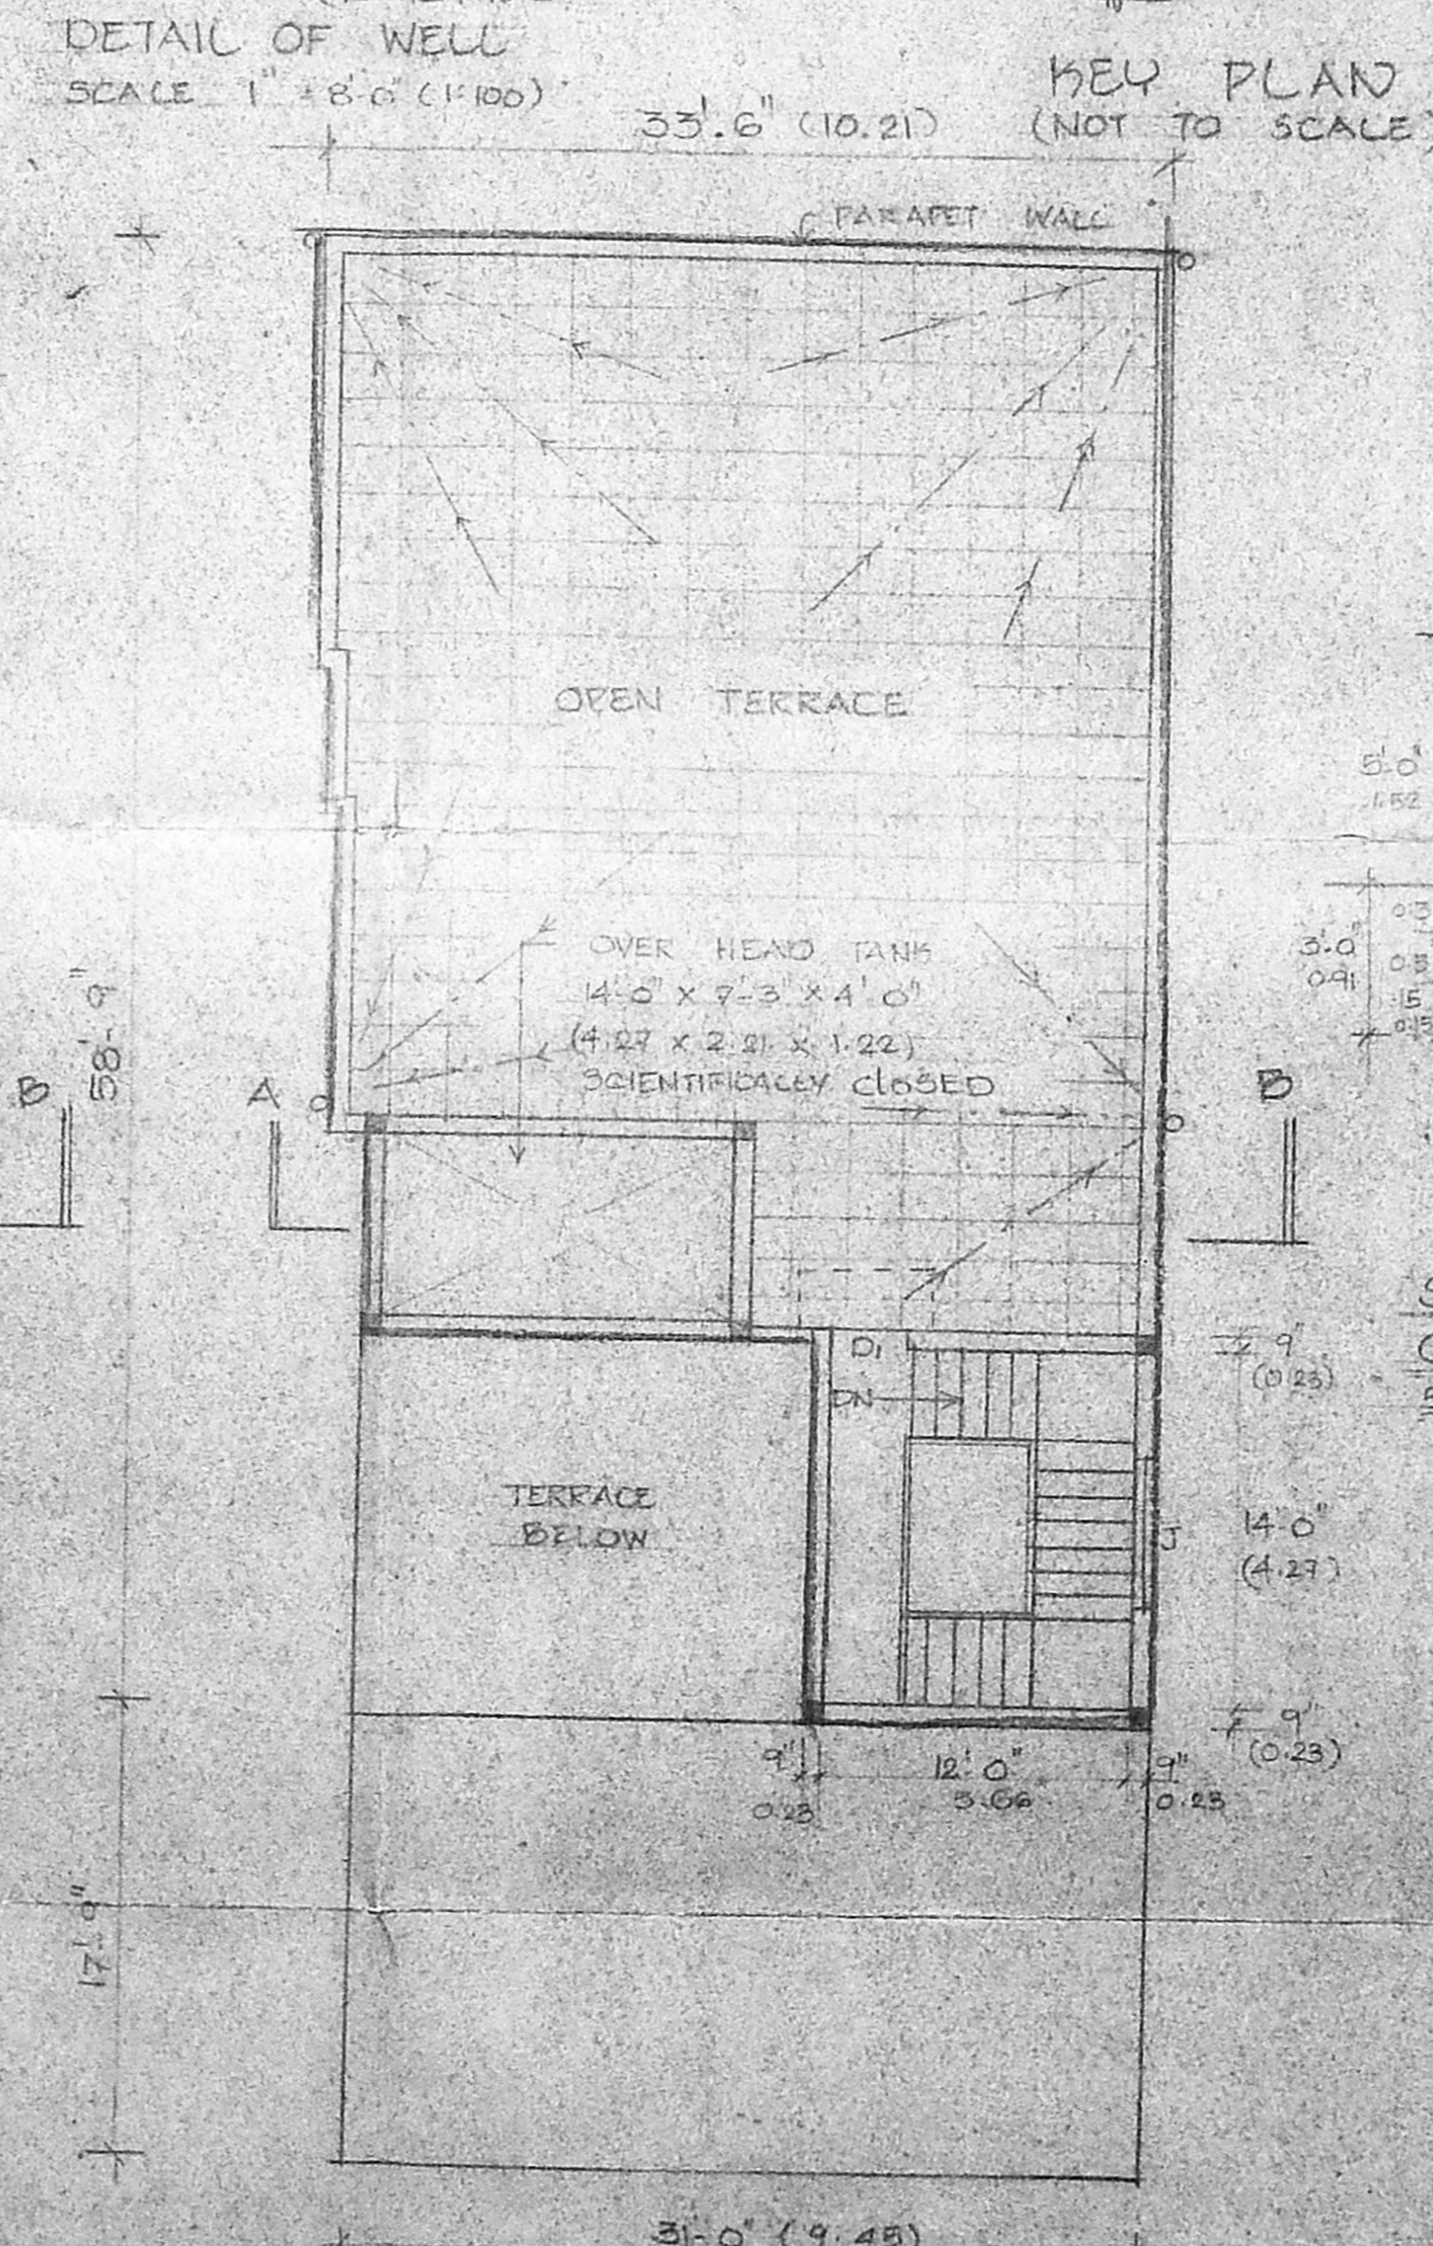 DETAIL OF WELL
SCALE 1" = 8'-0" (1:100)
KEY PLAN
(NOT TO SCALE)
33'.6" (10.21)
PARAPET WALL
OPEN TERRACE
5'-0"
1.52
3'-0"
0.91
OVER HEAD TANK
14'-0" X 7'-3" X 4'-0"
(4.27 X 2.21 X 1.22)
SCIENTIFICALLY CLOSED
58'-9"
B
A
B
D1
DN
9"
(0.23)
TERRACE
BELOW
J
14'-0"
(4.27)
9"
(0.23)
9"
0.23
12'-0"
3.66
9"
0.23
17'-9"
31'-0" (9.45)